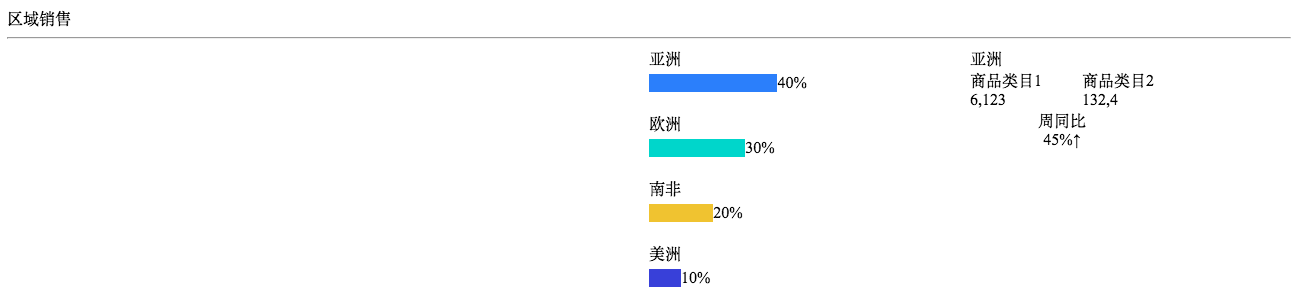 区域销售
亚洲
40%
欧洲
30%
南非
20%
美洲
10%
亚洲
商品类目1 商品类目2
6,123 132,4
周同比
45%↑